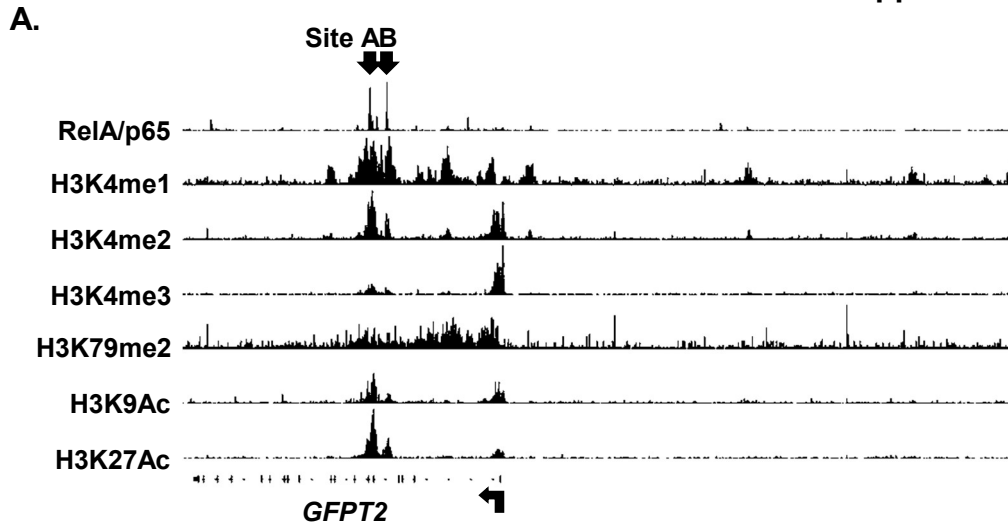 A.
Site AB
RelA/p65
H3K4me1
H3K4me2
H3K4me3
H3K79me2
H3K9Ac
H3K27Ac
GFPT2